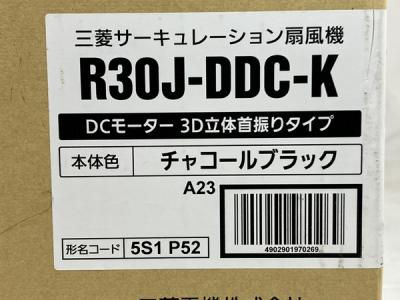 三菱サーキュレーション扇風機
R30J-DDC-K
DCモーター 3D立体首振りタイプ
本体色 チャコールブラック
A23
4902901970269
形名コード 5S1 P52